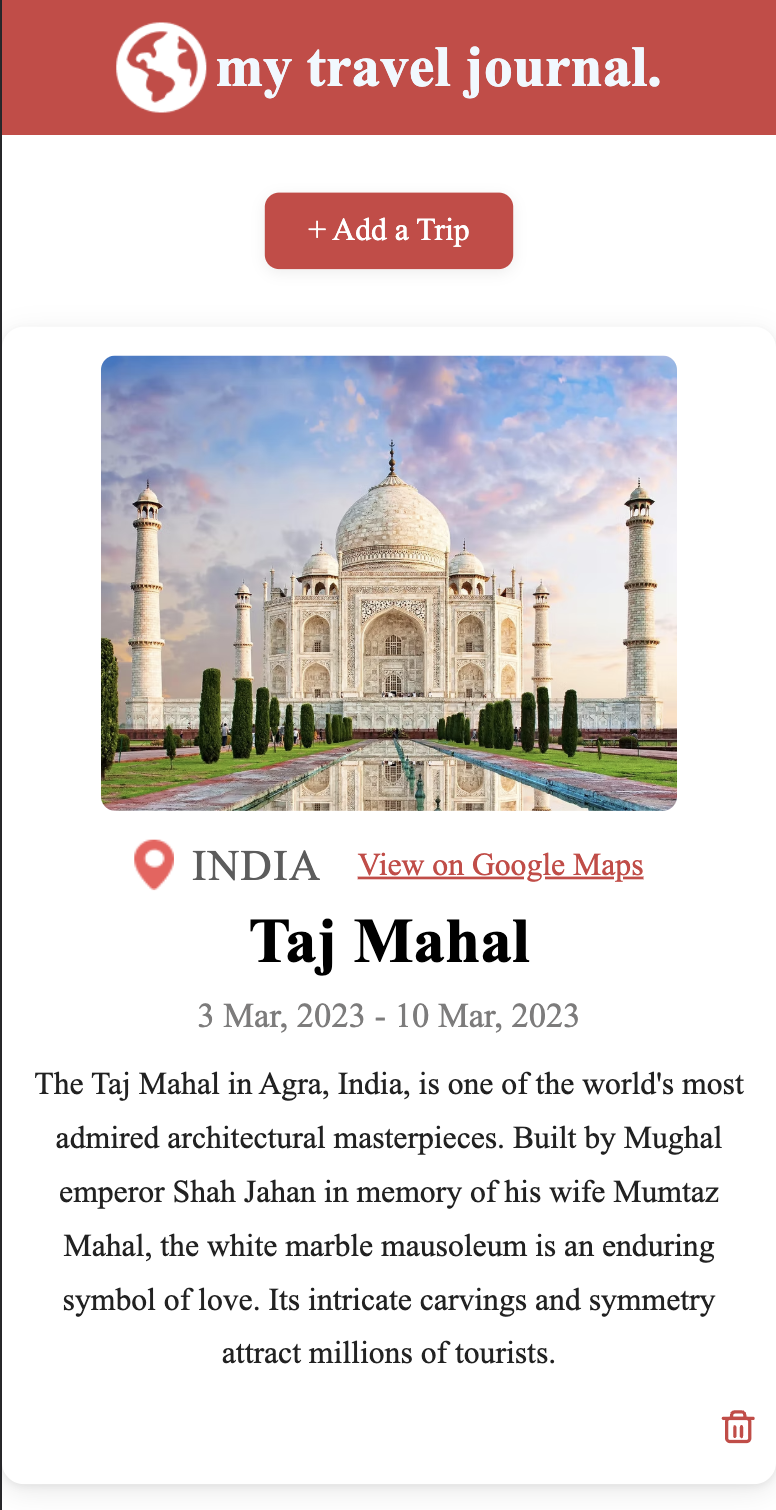 my travel journal.
+ Add a Trip
INDIA View on Google Maps
Taj Mahal
3 Mar, 2023 - 10 Mar, 2023
The Taj Mahal in Agra, India, is one of the world's most
admired architectural masterpieces. Built by Mughal
emperor Shah Jahan in memory of his wife Mumtaz
Mahal, the white marble mausoleum is an enduring
symbol of love. Its intricate carvings and symmetry
attract millions of tourists.